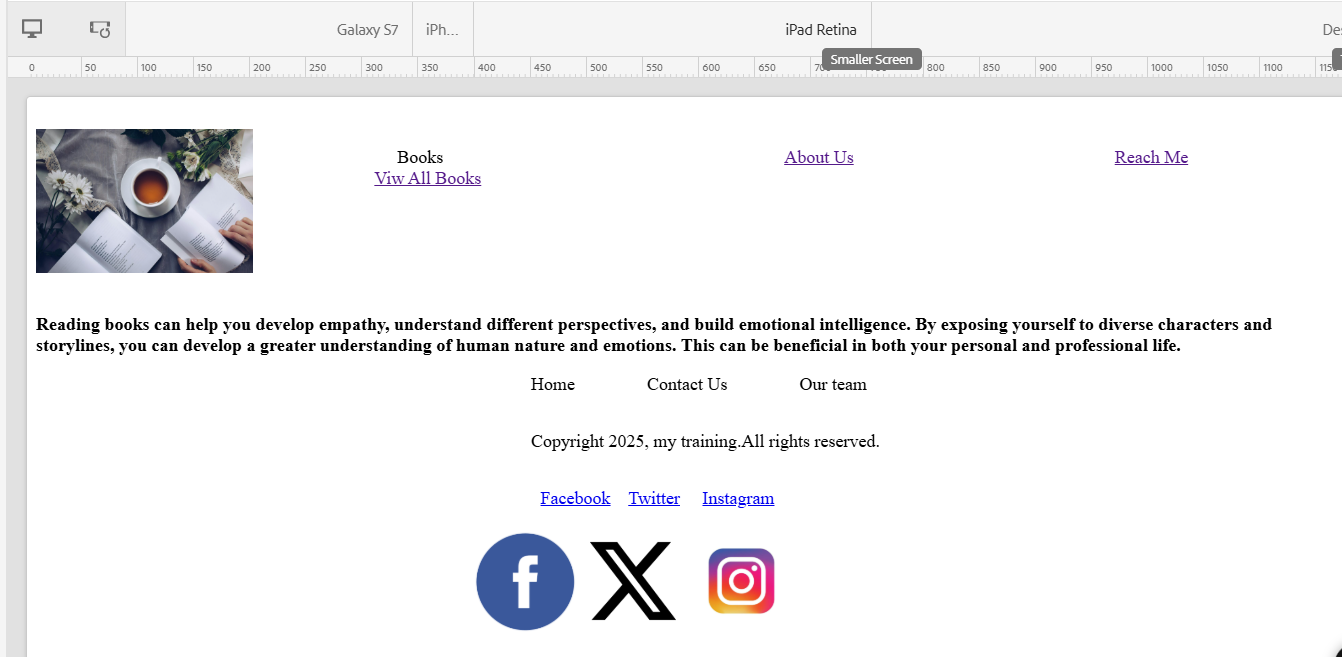 Galaxy S7 iPh... iPad Retina
Smaller Screen
0 50 100 150 200 250 300 350 400 450 500 550 600 650 800 850 900 950 1000 1050 1100
Books About Us Reach Me
Viw All Books
Reading books can help you develop empathy, understand different perspectives, and build emotional intelligence. By exposing yourself to diverse characters and
storylines, you can develop a greater understanding of human nature and emotions. This can be beneficial in both your personal and professional life.
Home Contact Us Our team
Copyright 2025, my training.All rights reserved.
Facebook Twitter Instagram